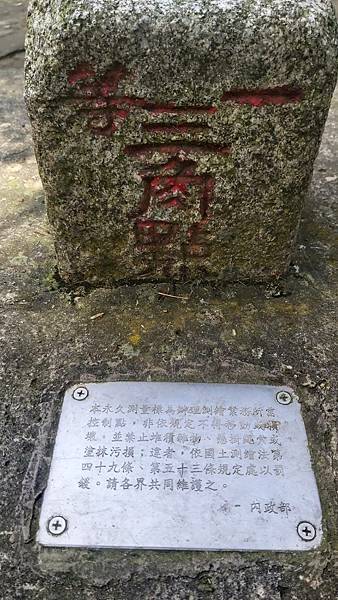 一等
三角點
本永久測量標為辦理測繪業務所需
控制點，非依規定不得移動或損
壞，並禁止堆積雜物、懸掛繩索或
塗抹污損；違者，依國土測繪法第
四十九條、第五十三條規定處以罰
鍰。請各界共同維護之。
內政部